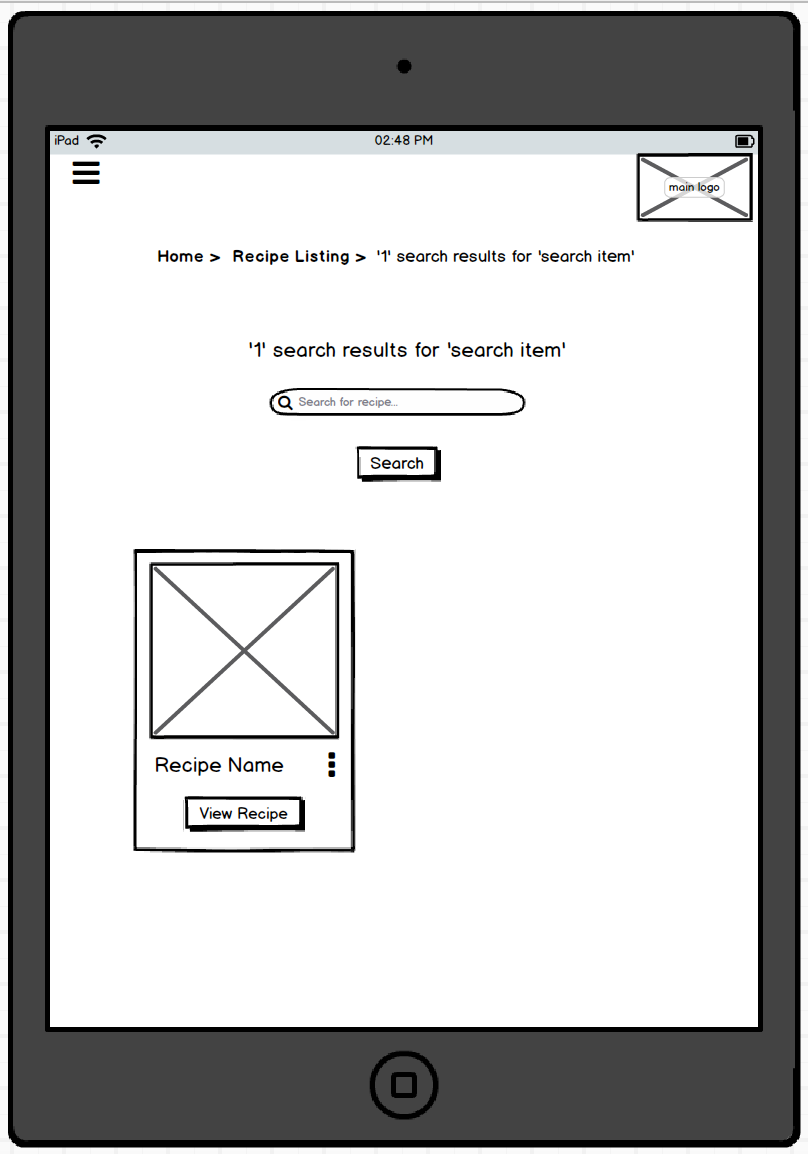 iPad 02:48 PM
main logo
Home > Recipe Listing > '1' search results for 'search item'
'1' search results for 'search item'
Search for recipe...
Search
Recipe Name
View Recipe